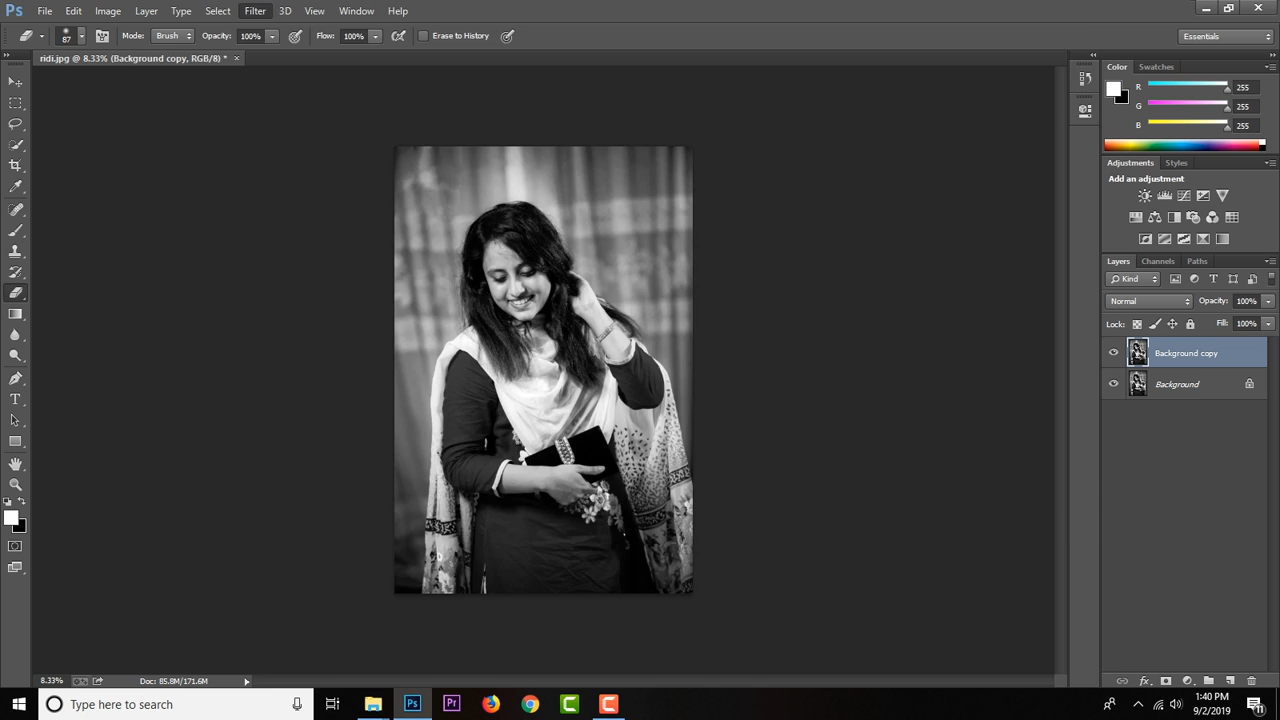 Ps File Edit Image Layer Type Select Filter 3D View Window Help
87 Mode: Brush Opacity: 100% Flow: 100% Erase to History Essentials
ridi.jpg @ 8.33% (Background copy, RGB/8) * ×
Color Swatches
R 255
G 255
B 255
Adjustments Styles
Add an adjustment
Layers Channels Paths
Kind
Normal Opacity: 100%
Lock: Fill: 100%
Background copy
Background
8.33% Doc: 85.8M/171.6M
Type here to search
Ps Pr C C
1:40 PM
9/2/2019
11